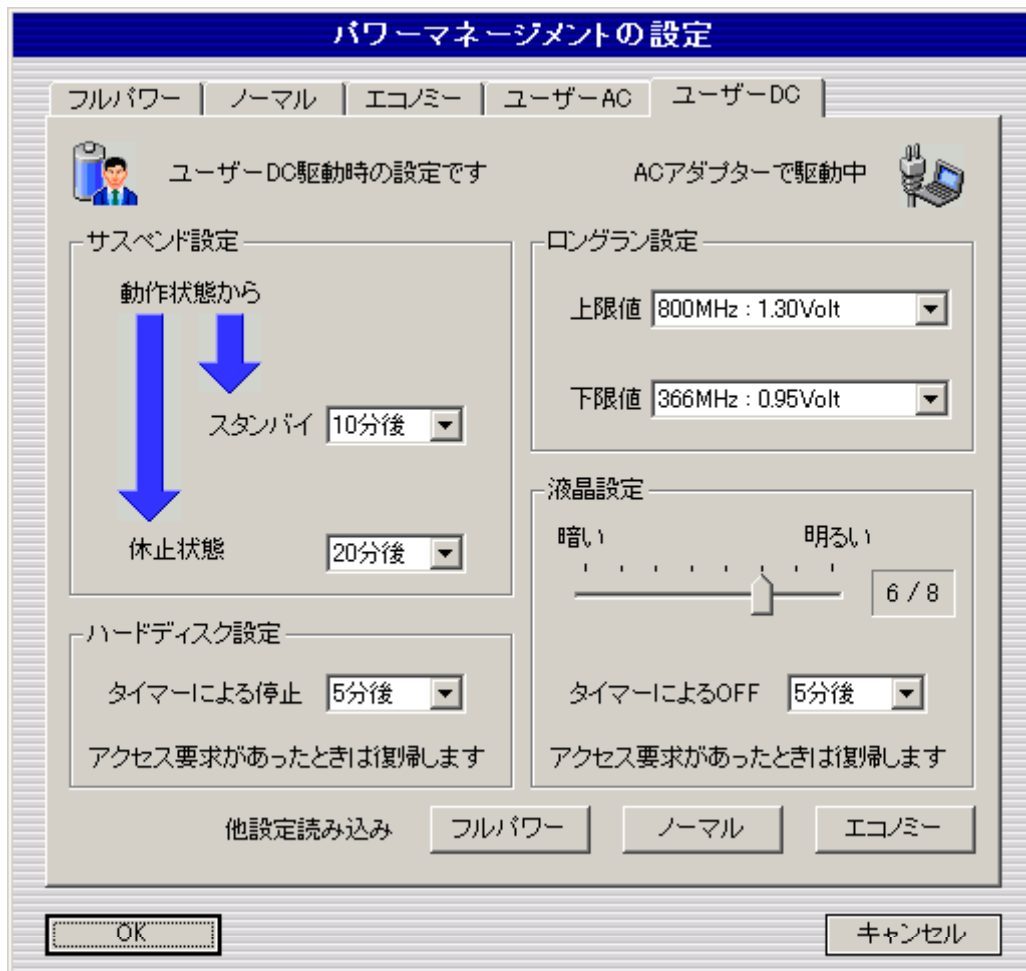 パワーマネージメントの設定
フルパワー ノーマル エコノミー ユーザーAC ユーザーDC
ユーザーDC駆動時の設定です
ACアダプターで駆動中
サスペンド設定
動作状態から
スタンバイ 10分後
休止状態 20分後
ロングラン設定
上限値 800MHz : 1.30Volt
下限値 366MHz : 0.95Volt
液晶設定
暗い 明るい
6 / 8
タイマーによるOFF 5分後
アクセス要求があったときは復帰します
ハードディスク設定
タイマーによる停止 5分後
アクセス要求があったときは復帰します
他設定読み込み フルパワー ノーマル エコノミー
OK キャンセル